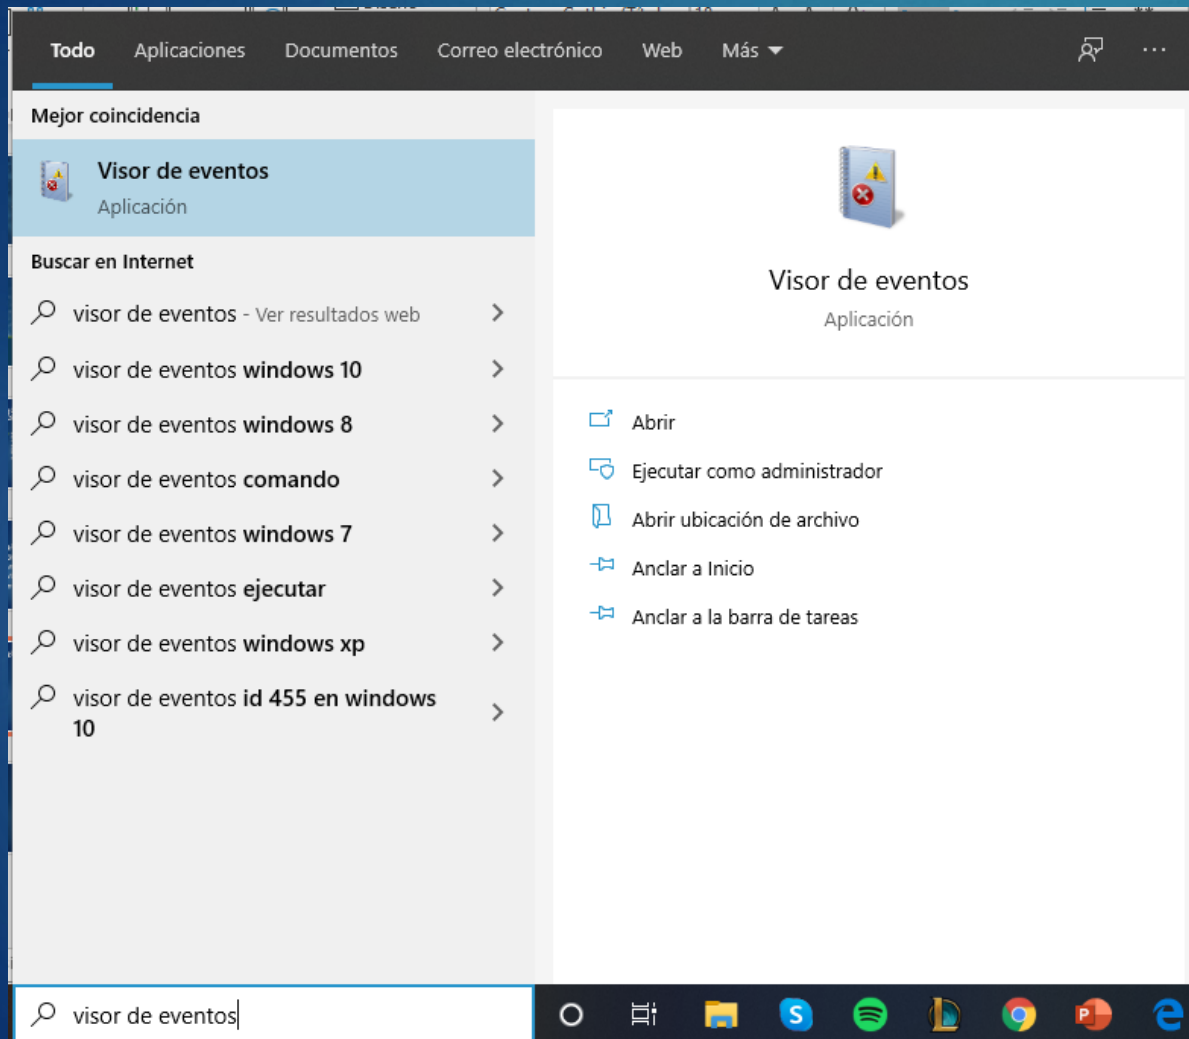 Todo Aplicaciones Documentos Correo electrónico Web Más
Mejor coincidencia
Visor de eventos
Aplicación
Buscar en Internet
visor de eventos - Ver resultados web
visor de eventos windows 10
visor de eventos windows 8
visor de eventos comando
visor de eventos windows 7
visor de eventos ejecutar
visor de eventos windows xp
visor de eventos id 455 en windows
10
Visor de eventos
Aplicación
Abrir
Ejecutar como administrador
Abrir ubicación de archivo
Anclar a Inicio
Anclar a la barra de tareas
visor de eventos